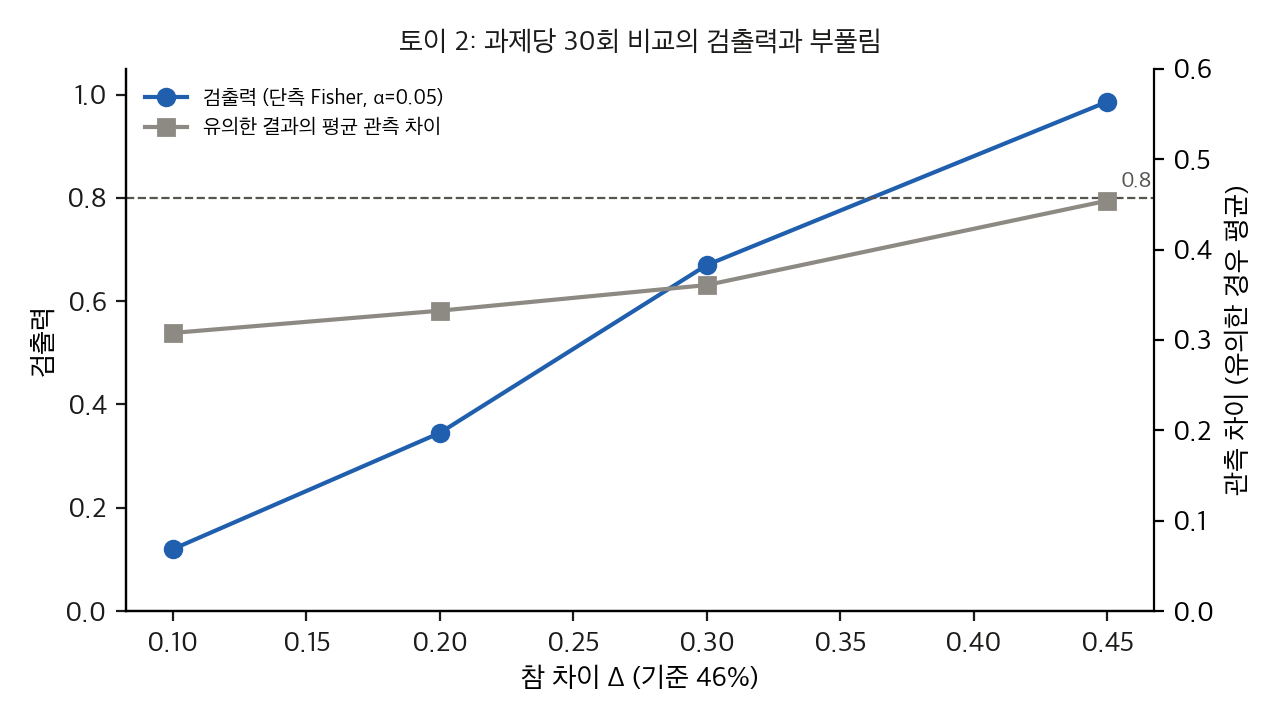 토이 2: 과제당 30회 비교의 검출력과 부풀림
검출력 (단측 Fisher, α=0.05)
유의한 결과의 평균 관측 차이
1.0
0.8
0.6
0.4
0.2
0.0
검출력
0.6
0.5
0.4
0.3
0.2
0.1
0.0
관측 차이 (유의한 경우 평균)
0.8
0.10 0.15 0.20 0.25 0.30 0.35 0.40 0.45
참 차이 Δ (기준 46%)